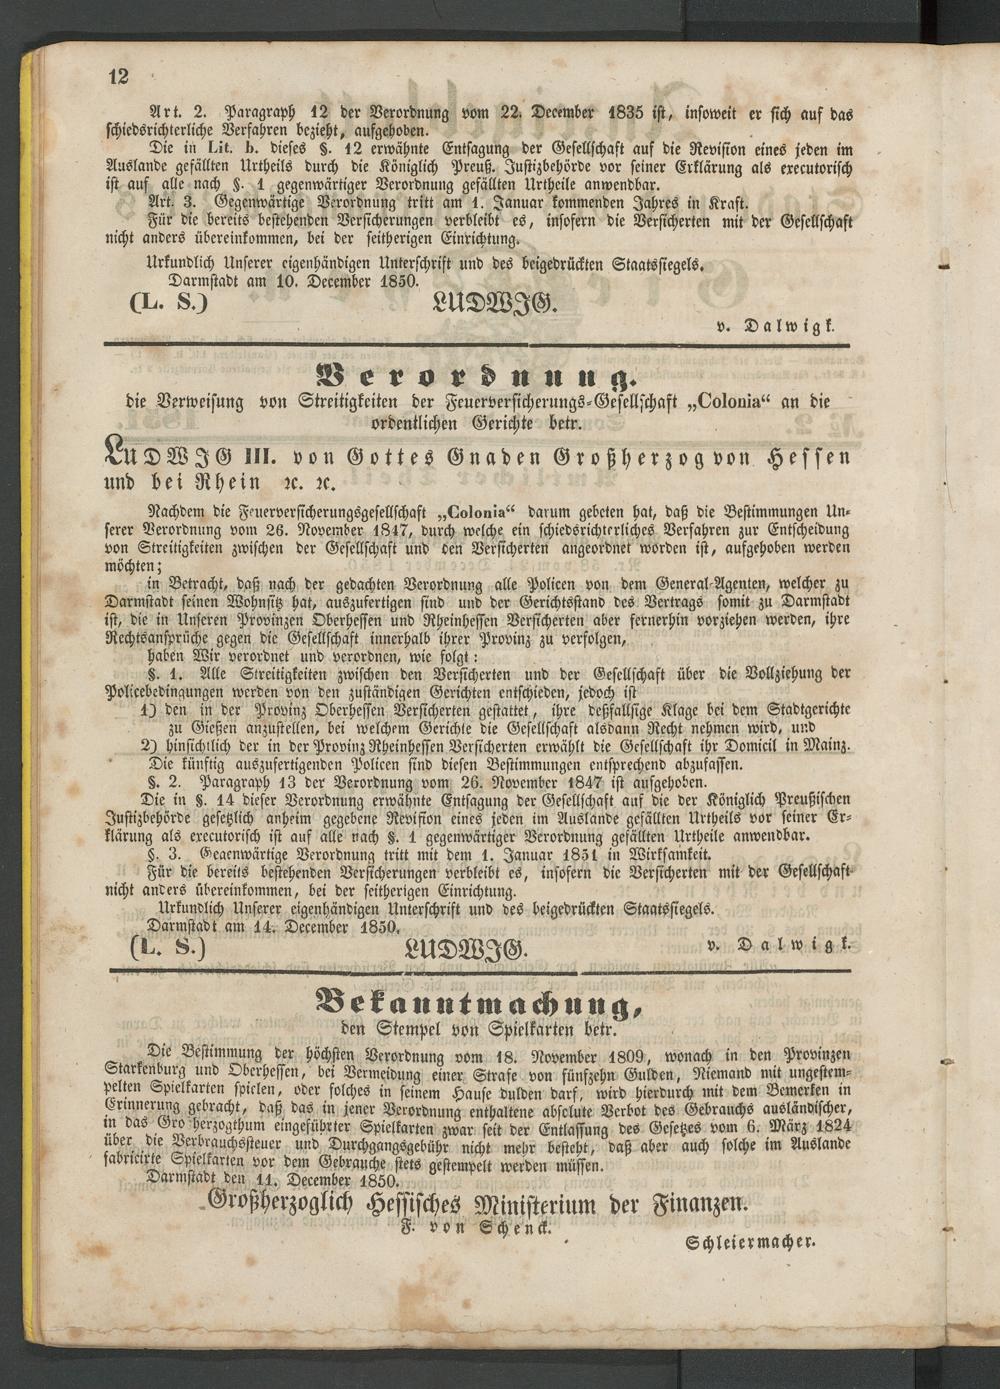 12
Art. 2. Paragraph 12 der Verordnung vom 22. December 1835 ist, insoweit er sich auf das
schiedsrichterliche Verfahren bezieht, aufgehoben.
Die in Lit. b. dieses §. 12 erwähnte Entsagung der Gesellschaft auf die Revision eines jeden im
Auslande gefällten Urtheils durch die Königlich Preuß. Justizbehörde vor seiner Erklärung als executorisch
ist auf alle nach §. 1 gegenwärtiger Verordnung gefällten Urtheile anwendbar.
Art. 3. Gegenwärtige Verordnung tritt am 1. Januar kommenden Jahres in Kraft.
Für die bereits bestehenden Versicherungen verbleibt es, insofern die Versicherten mit der Gesellschaft
nicht anders übereinkommen, bei der seitherigen Einrichtung.
Urkundlich Unserer eigenhändigen Unterschrift und des beigedrückten Staatssiegels.
Darmstadt am 10. December 1850.
(L. S.) LUDWIG.
v. Dalwigk.
Verordnung.
die Verweisung von Streitigkeiten der Feuerversicherungs-Gesellschaft „Colonia“ an die
ordentlichen Gerichte betr.
LUDWIG III. von Gottes Gnaden Großherzog von Hessen
und bei Rhein ꝛc. ꝛc.
Nachdem die Feuerversicherungsgesellschaft „Colonia“ darum gebeten hat, daß die Bestimmungen Un-
serer Verordnung vom 26. November 1847, durch welche ein schiedsrichterliches Verfahren zur Entscheidung
von Streitigkeiten zwischen der Gesellschaft und den Versicherten angeordnet worden ist, aufgehoben werden
möchten;
in Betracht, daß nach der gedachten Verordnung alle Policen von dem General-Agenten, welcher zu
Darmstadt seinen Wohnsitz hat, auszufertigen sind und der Gerichtsstand des Vertrags somit zu Darmstadt
ist, die in Unseren Provinzen Oberhessen und Rheinhessen Versicherten aber fernerhin vorziehen werden, ihre
Rechtsansprüche gegen die Gesellschaft innerhalb ihrer Provinz zu verfolgen,
haben Wir verordnet und verordnen, wie folgt:
§. 1. Alle Streitigkeiten zwischen den Versicherten und der Gesellschaft über die Vollziehung der
Policebedingungen werden von den zuständigen Gerichten entschieden, jedoch ist
1) den in der Provinz Oberhessen Versicherten gestattet, ihre deßfallsige Klage bei dem Stadtgerichte
zu Gießen anzustellen, bei welchem Gerichte die Gesellschaft alsdann Recht nehmen wird, und
2) hinsichtlich der in der Provinz Rheinhessen Versicherten erwählt die Gesellschaft ihr Domicil in Mainz.
Die künftig auszufertigenden Policen sind diesen Bestimmungen entsprechend abzufassen.
§. 2. Paragraph 13 der Verordnung vom 26. November 1847 ist aufgehoben.
Die in §. 14 dieser Verordnung erwähnte Entsagung der Gesellschaft auf die der Königlich Preußischen
Justizbehörde gesetzlich anheim gegebene Revision eines jeden im Auslande gefällten Urtheils vor seiner Er-
klärung als executorisch ist auf alle nach §. 1 gegenwärtiger Verordnung gefällten Urtheile anwendbar.
§. 3. Gegenwärtige Verordnung tritt mit dem 1. Januar 1851 in Wirksamkeit.
Für die bereits bestehenden Versicherungen verbleibt es, insofern die Versicherten mit der Gesellschaft
nicht anders übereinkommen, bei der seitherigen Einrichtung.
Urkundlich Unserer eigenhändigen Unterschrift und des beigedrückten Staatssiegels.
Darmstadt am 14. December 1850.
(L. S.) LUDWIG. v. Dalwigk.
Bekanntmachung,
den Stempel von Spielkarten betr.
Die Bestimmung der höchsten Verordnung vom 18. November 1809, wonach in den Provinzen
Starkenburg und Oberhessen, bei Vermeidung einer Strafe von fünfzehn Gulden, Niemand mit ungestem-
pelten Spielkarten spielen, oder solches in seinem Hause dulden darf, wird hierdurch mit dem Bemerken in
Erinnerung gebracht, daß das in jener Verordnung enthaltene absolute Verbot des Gebrauchs ausländischer,
in das Gro herzogthum eingeführter Spielkarten zwar seit der Entlassung des Gesetzes vom 6. März 1824
über die Verbrauchssteuer und Durchgangsgebühr nicht mehr besteht, daß aber auch solche im Auslande
fabricirte Spielkarten vor dem Gebrauche stets gestempelt werden müssen.
Darmstadt den 11. December 1850.
Großherzoglich Hessisches Ministerium der Finanzen.
F. von Schenck.
Schleiermacher.